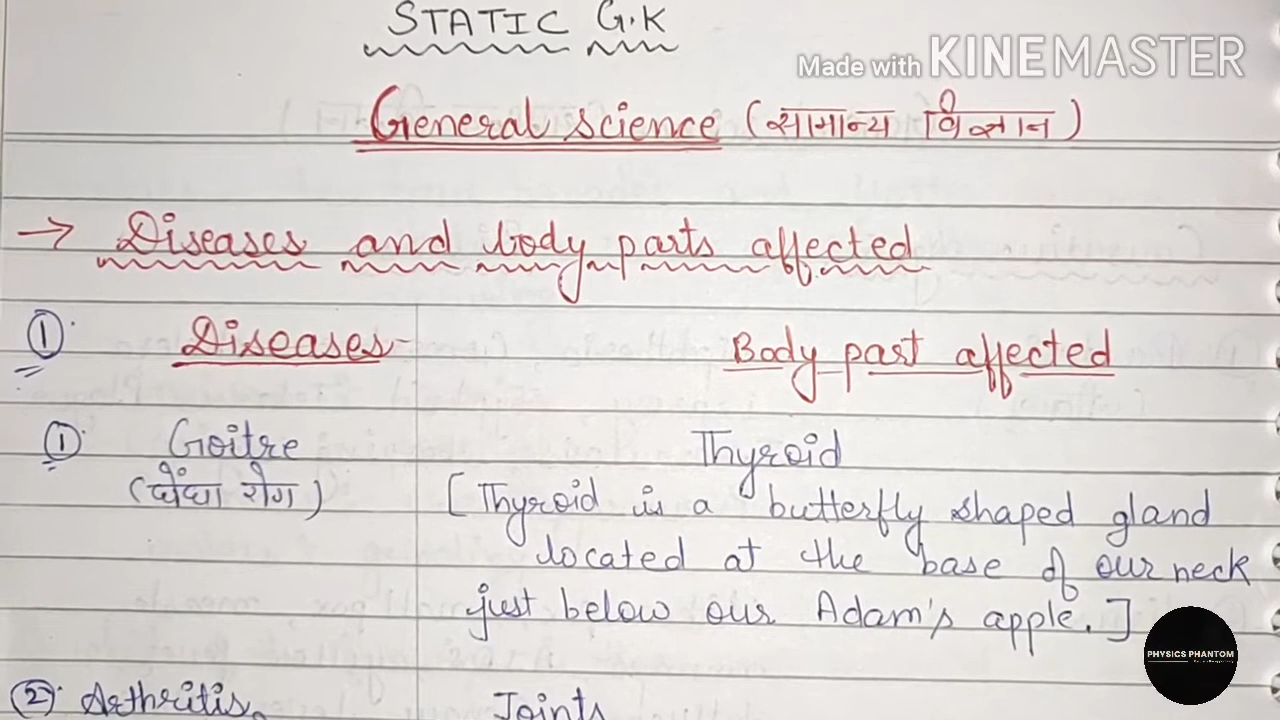 STATIC G.K
Made with KINEMASTER
General science (सामान्य विज्ञान)
→ Diseases and body parts affected
① Diseases- Body part affected
① Goitre Thyroid
(घेंघा रोग) [Thyroid is a butterfly shaped gland
located at the base of our neck
just below our Adam's apple.]
PHYSICS PHANTOM
② Arthritis. Joints